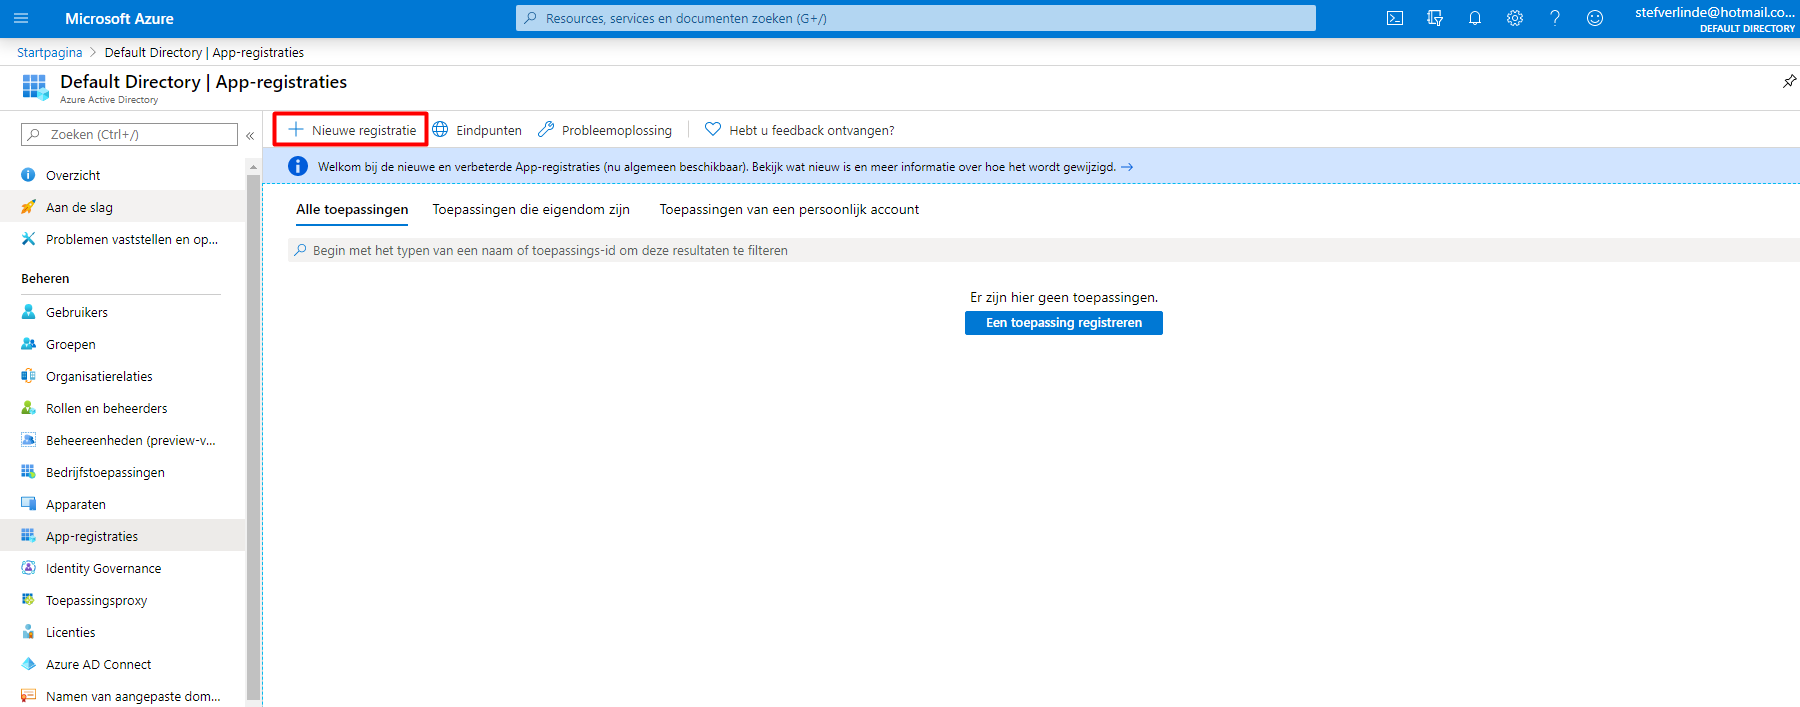 Microsoft Azure
Resources, services en documenten zoeken (G+/)
stefverlinde@hotmail.co...
DEFAULT DIRECTORY
Startpagina > Default Directory | App-registraties
Default Directory | App-registraties
Azure Active Directory
Zoeken (Ctrl+/)
«
Overzicht
Aan de slag
Problemen vaststellen en op...
Beheren
Gebruikers
Groepen
Organisatierelaties
Rollen en beheerders
Beheereenheden (preview-v...
Bedrijfstoepassingen
Apparaten
App-registraties
Identity Governance
Toepassingsproxy
Licenties
Azure AD Connect
Namen van aangepaste dom...
Nieuwe registratie Eindpunten Probleemoplossing Hebt u feedback ontvangen?
Welkom bij de nieuwe en verbeterde App-registraties (nu algemeen beschikbaar). Bekijk wat nieuw is en meer informatie over hoe het wordt gewijzigd. →
Alle toepassingen Toepassingen die eigendom zijn Toepassingen van een persoonlijk account
Begin met het typen van een naam of toepassings-id om deze resultaten te filteren
Er zijn hier geen toepassingen.
Een toepassing registreren